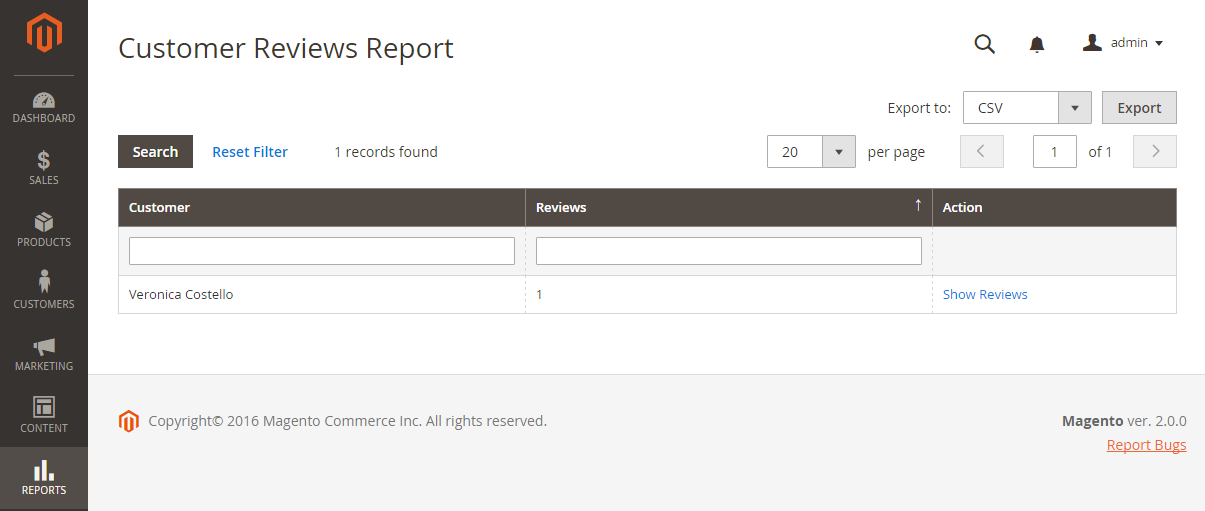 Customer Reviews Report
admin
DASHBOARD
SALES
PRODUCTS
CUSTOMERS
MARKETING
CONTENT
REPORTS
Export to: CSV Export
Search Reset Filter 1 records found 20 per page 1 of 1
Customer Reviews ↑ Action
Veronica Costello 1 Show Reviews
Copyright© 2016 Magento Commerce Inc. All rights reserved.
Magento ver. 2.0.0
Report Bugs